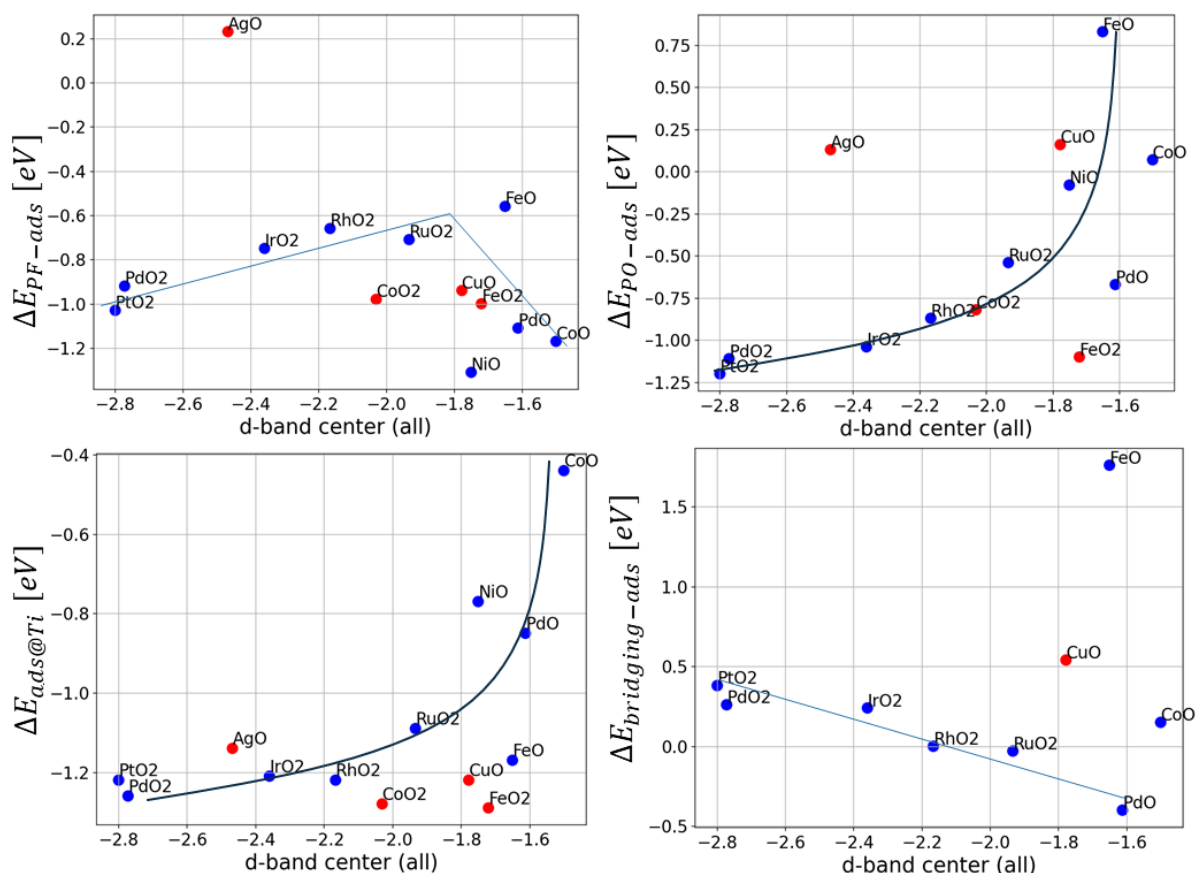 ΔE_{PF−ads} [eV]
0.2
0.0
−0.2
−0.4
−0.6
−0.8
−1.0
−1.2
AgO
FeO
RhO2
RuO2
IrO2
PdO2
PtO2
CoO2
CuO
FeO2
PdO
CoO
NiO
−2.8 −2.6 −2.4 −2.2 −2.0 −1.8 −1.6
d-band center (all)
ΔE_{PO−ads} [eV]
0.75
0.50
0.25
0.00
−0.25
−0.50
−0.75
−1.00
−1.25
FeO
AgO
CuO
CoO
NiO
RuO2
PdO
RhO2
CoO2
IrO2
FeO2
PdO2
PtO2
−2.8 −2.6 −2.4 −2.2 −2.0 −1.8 −1.6
d-band center (all)
ΔE_{ads@Ti} [eV]
−0.4
−0.6
−0.8
−1.0
−1.2
CoO
NiO
PdO
RuO2
AgO
FeO
PtO2
IrO2
RhO2
CuO
PdO2
CoO2
FeO2
−2.8 −2.6 −2.4 −2.2 −2.0 −1.8 −1.6
d-band center (all)
ΔE_{bridging−ads} [eV]
1.5
1.0
0.5
0.0
−0.5
FeO
CuO
PtO2
PdO2
IrO2
CoO
RhO2
RuO2
PdO
−2.8 −2.6 −2.4 −2.2 −2.0 −1.8 −1.6
d-band center (all)